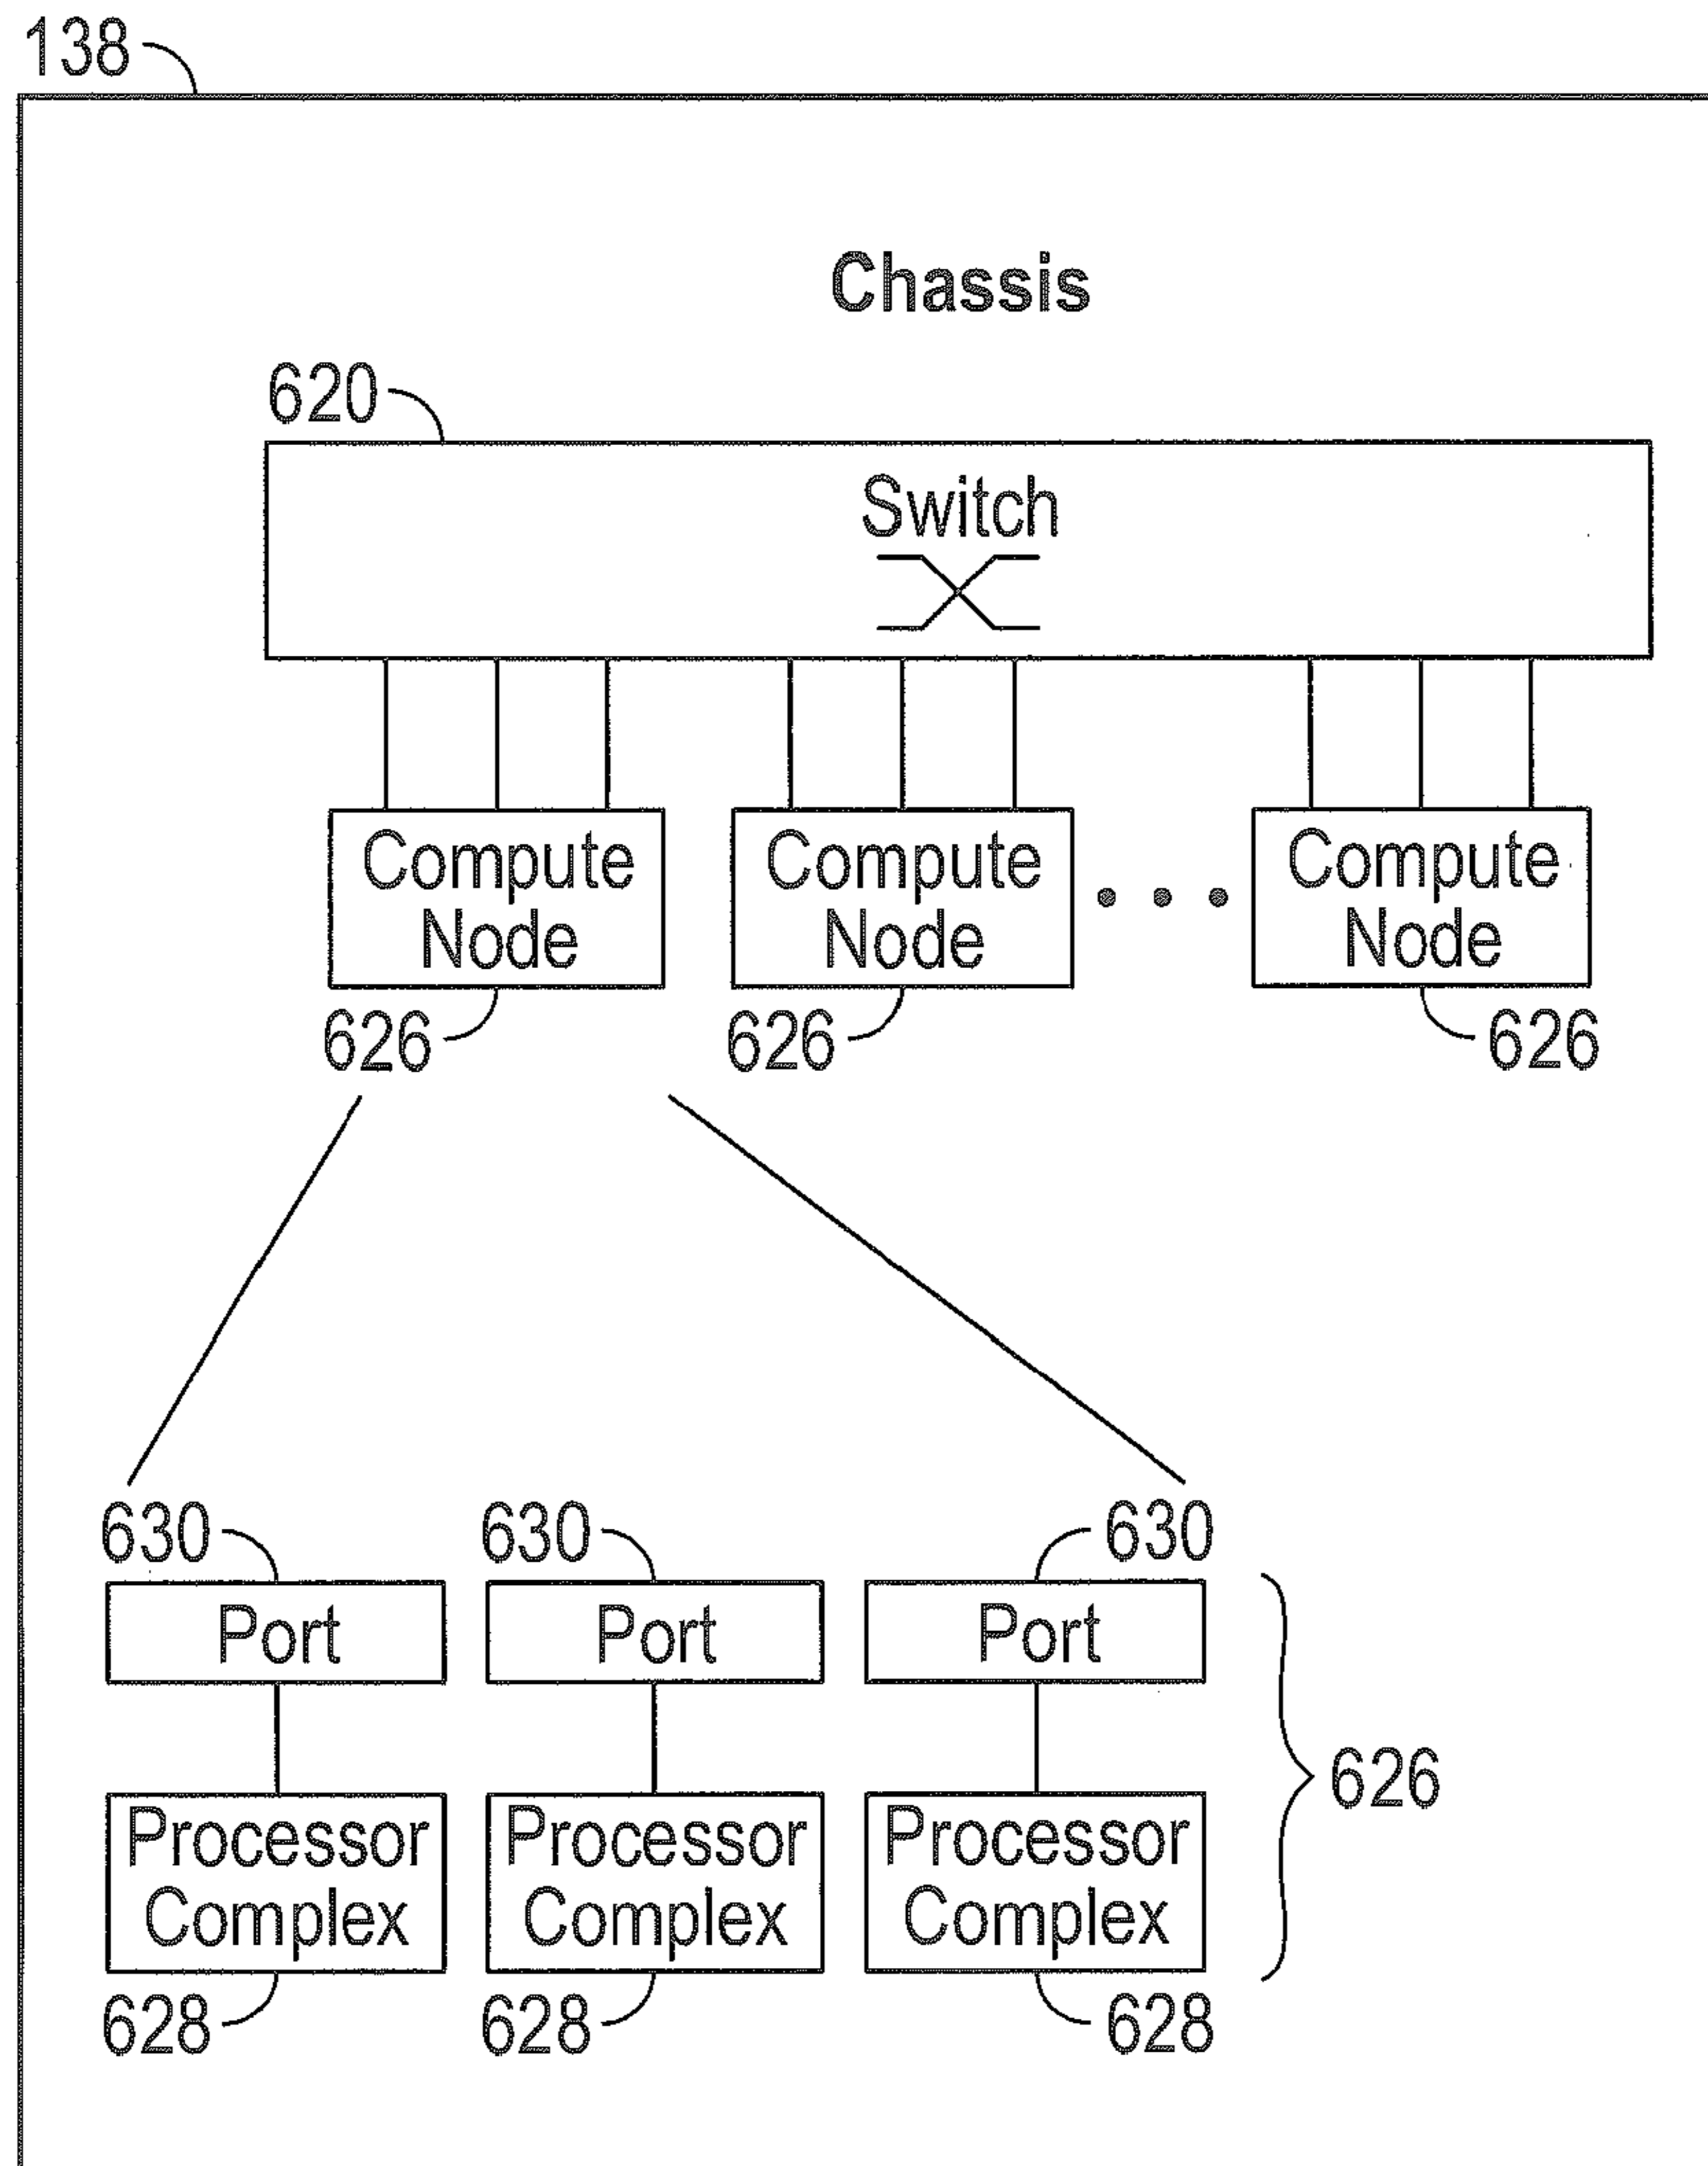 138
Chassis
620
Switch
Compute
Node
Compute
Node
Compute
Node
626
626
626
630
630
630
Port
Port
Port
626
Processor
Complex
Processor
Complex
Processor
Complex
628
628
628